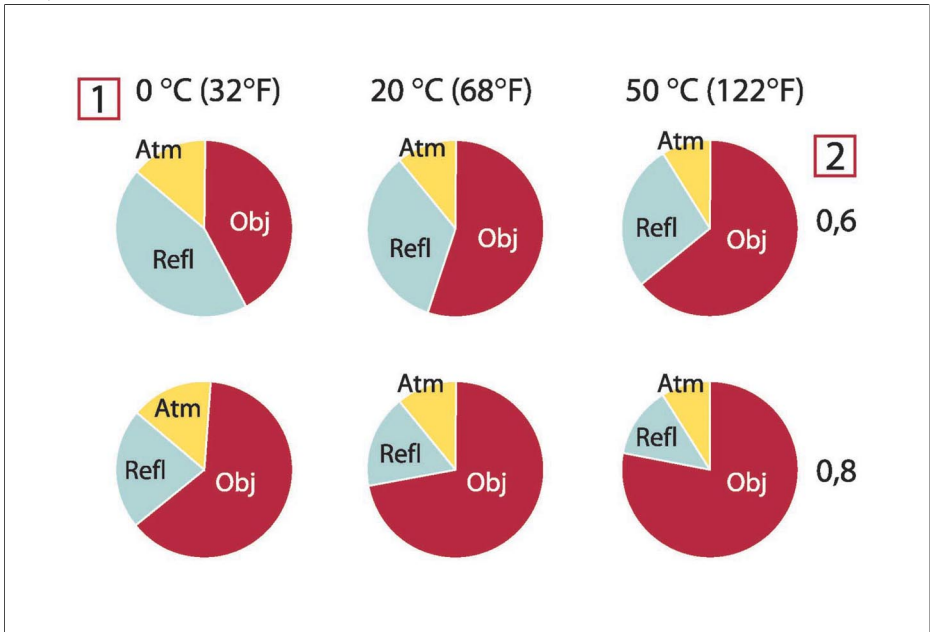 1 0 °C (32°F) 20 °C (68°F) 50 °C (122°F)
Atm Atm Atm 2
Obj Obj Obj 0,6
Refl Refl Refl
Atm Atm Atm
Refl Refl Refl
Obj Obj Obj 0,8